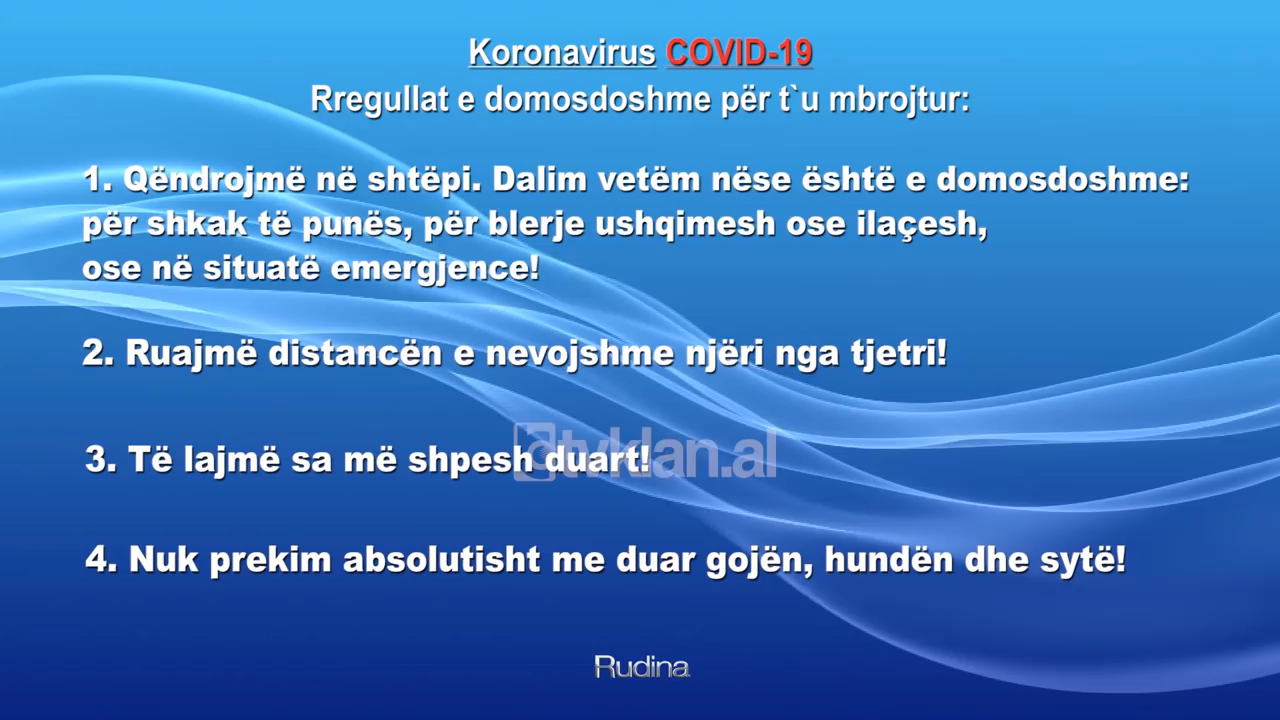 Koronavirus COVID-19
Rregullat e domosdoshme për t`u mbrojtur:
1. Qëndrojmë në shtëpi. Dalim vetëm nëse është e domosdoshme:
për shkak të punës, për blerje ushqimesh ose ilaçesh,
ose në situatë emergjence!
2. Ruajmë distancën e nevojshme njëri nga tjetri!
3. Të lajmë sa më shpesh duart!
tvklan.al
4. Nuk prekim absolutisht me duar gojën, hundën dhe sytë!
Rudina